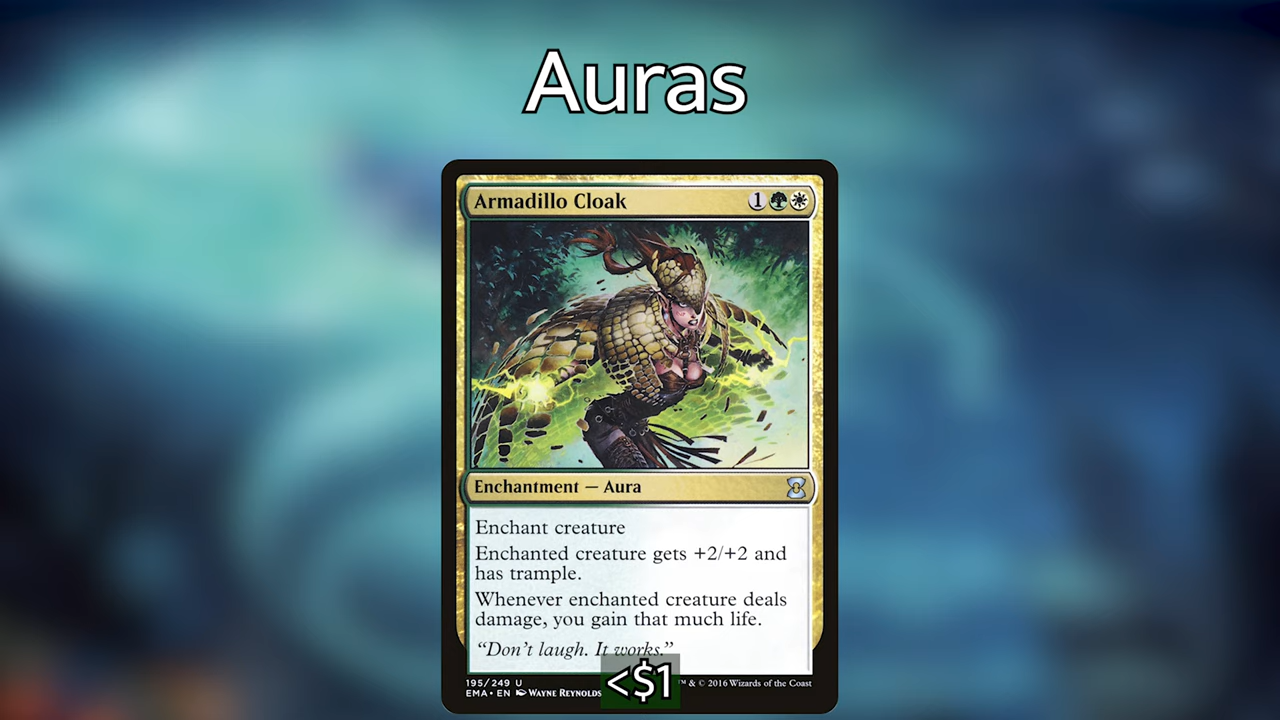 Auras
Armadillo Cloak 1
Enchantment — Aura
Enchant creature
Enchanted creature gets +2/+2 and
has trample.
Whenever enchanted creature deals
damage, you gain that much life.
“Don’t laugh. It works.”
195/249 U
EMA • EN Wayne Reynolds
<$1
™ & © 2016 Wizards of the Coast